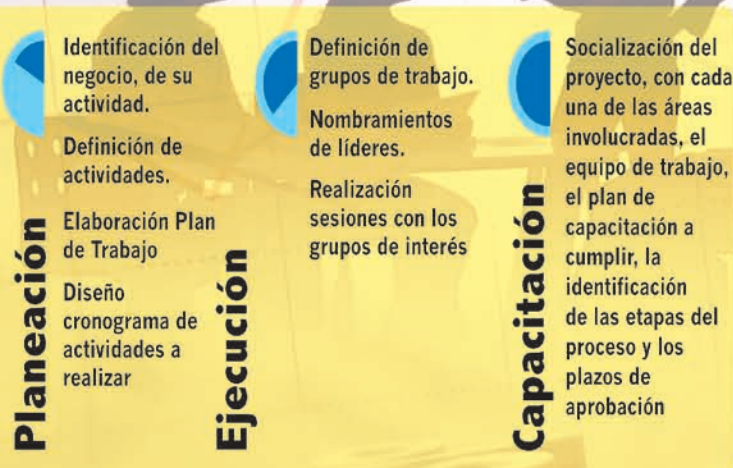 Planeación
Identificación del
negocio, de su
actividad.
Definición de
actividades.
Elaboración Plan
de Trabajo
Diseño
cronograma de
actividades a
realizar
Ejecución
Definición de
grupos de trabajo.
Nombramientos
de líderes.
Realización
sesiones con los
grupos de interés
Capacitación
Socialización del
proyecto, con cada
una de las áreas
involucradas, el
equipo de trabajo,
el plan de
capacitación a
cumplir, la
identificación
de las etapas del
proceso y los
plazos de
aprobación